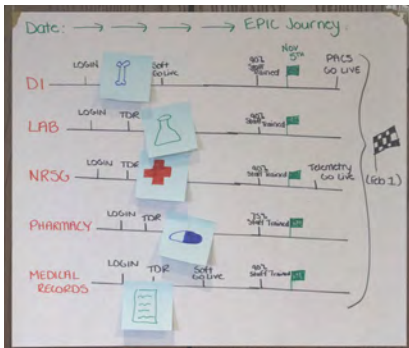 Date: → → → → EPIC Journey
Nov 5TH
LOGIN Soft Go Live 90% Staff Trained PACS GO LIVE
DI
LOGIN TDR Staff Trained
LAB
LOGIN TDR 90% Staff Trained Telemetry Go Live
NRSG
(Feb 1)
LOGIN TDR 75% Staff Trained
PHARMACY
LOGIN TDR Soft Go Live 90% Staff Trained
MEDICAL
RECORDS